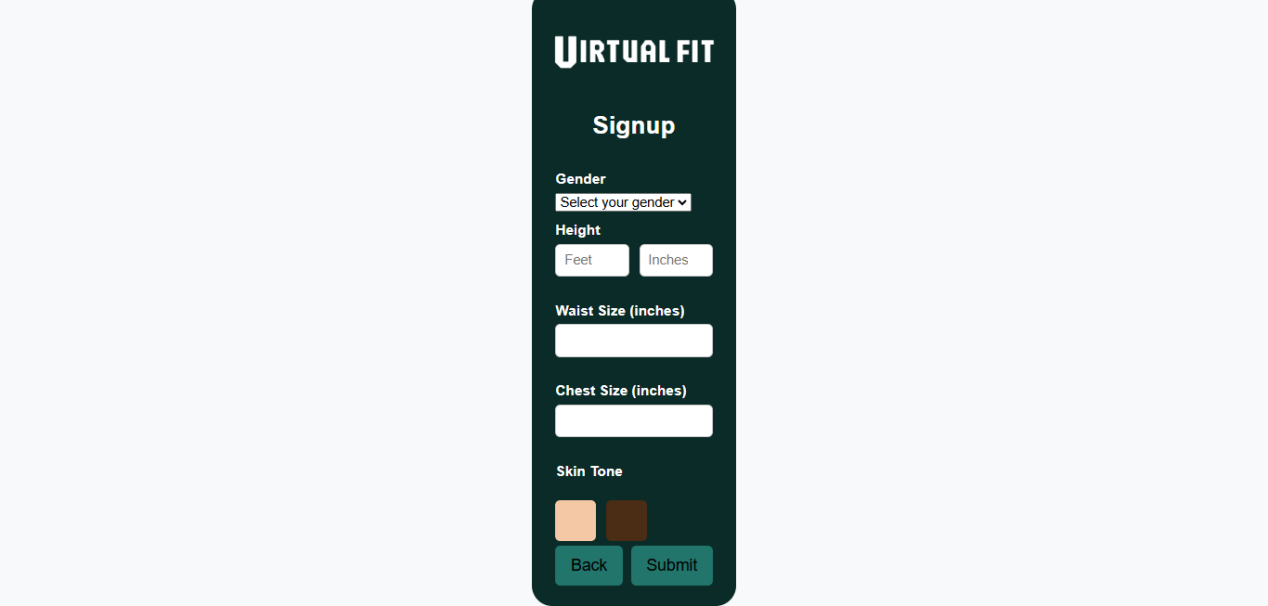 VIRTUAL FIT
Signup
Gender
Select your gender
Height
Feet Inches
Waist Size (inches)
Chest Size (inches)
Skin Tone
Back Submit